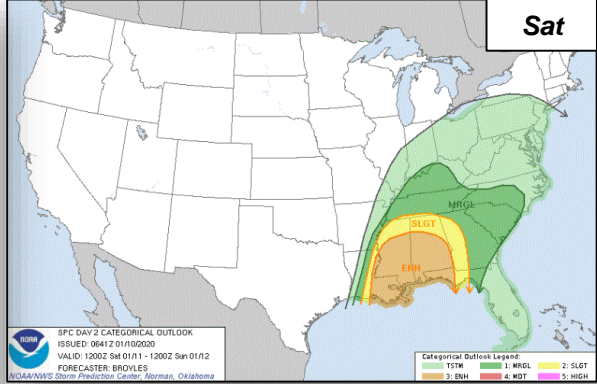 Sat
MRGL
SLGT
ENH
noaa
SPC DAY 2 CATEGORICAL OUTLOOK
ISSUED: 0641Z 01/10/2020
VALID: 1200Z Sat 01/11 - 1200Z Sun 01/12
FORECASTER: BROYLES
NOAA/NWS Storm Prediction Center, Norman, Oklahoma
Categorical Outlook Legend:
TSTM 1: MRGL 2: SLGT
3: ENH 4: MDT 5: HIGH